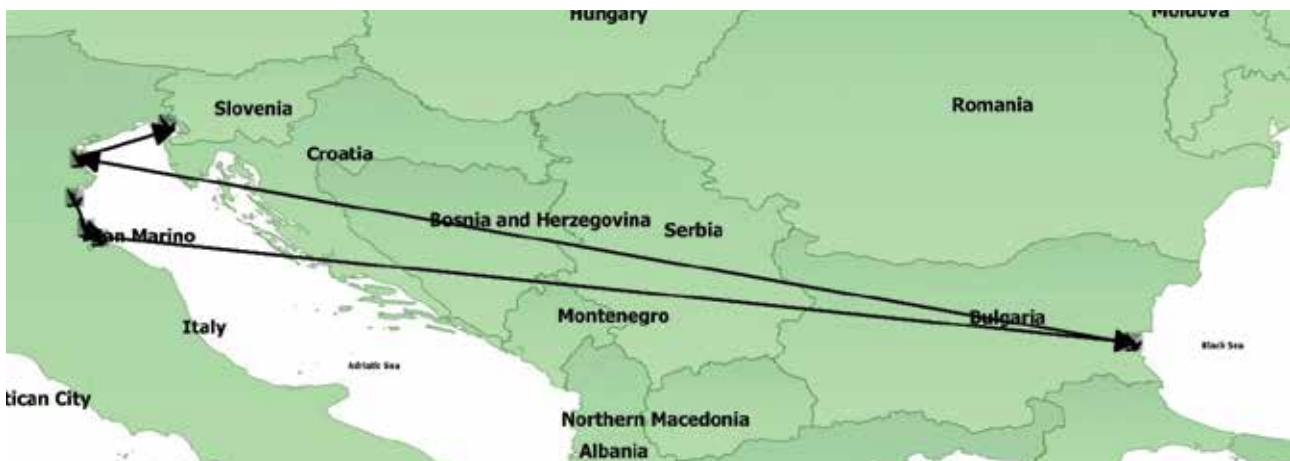 Hungary
Moldova
Slovenia
Romania
Croatia
Bosnia and Herzegovina
Serbia
an Marino
Montenegro
Bulgaria
Italy
Black Sea
Adriatic Sea
tican City
Northern Macedonia
Albania